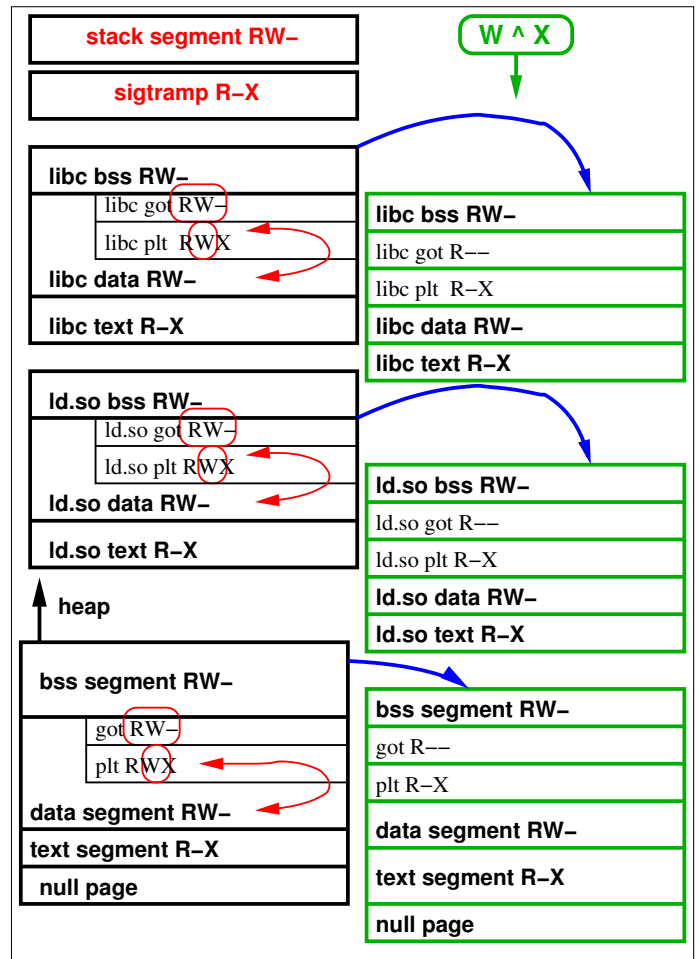 stack segment RW–
W ^ X
sigtramp R–X
libc bss RW–
libc got RW–
libc plt RWX
libc data RW–
libc text R–X
libc bss RW–
libc got R––
libc plt R–X
libc data RW–
libc text R–X
ld.so bss RW–
ld.so got RW–
ld.so plt RWX
ld.so data RW–
ld.so text R–X
ld.so bss RW–
ld.so got R––
ld.so plt R–X
ld.so data RW–
ld.so text R–X
heap
bss segment RW–
got RW–
plt RWX
data segment RW–
text segment R–X
null page
bss segment RW–
got R––
plt R–X
data segment RW–
text segment R–X
null page